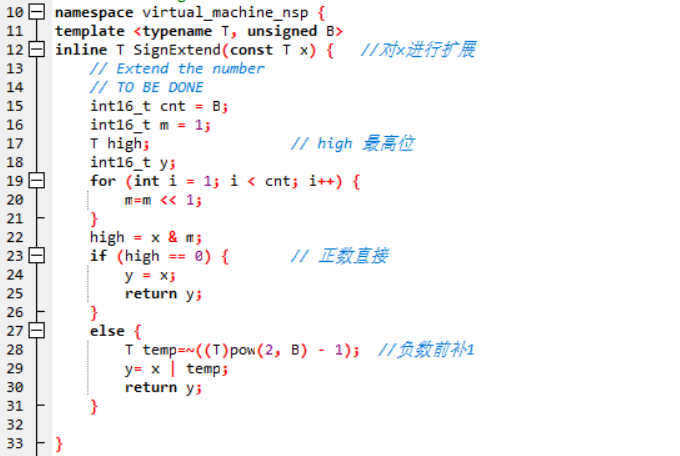 10 namespace virtual_machine_nsp {
11 template <typename T, unsigned B>
12 inline T SignExtend(const T x) { //对x进行扩展
13 // Extend the number
14 // TO BE DONE
15 int16_t cnt = B;
16 int16_t m = 1;
17 T high; // high 最高位
18 int16_t y;
19 for (int i = 1; i < cnt; i++) {
20 m=m << 1;
21 }
22 high = x & m;
23 if (high == 0) { // 正数直接
24 y = x;
25 return y;
26 }
27 else {
28 T temp=~((T)pow(2, B) - 1); //负数前补1
29 y= x | temp;
30 return y;
31 }
32
33 }